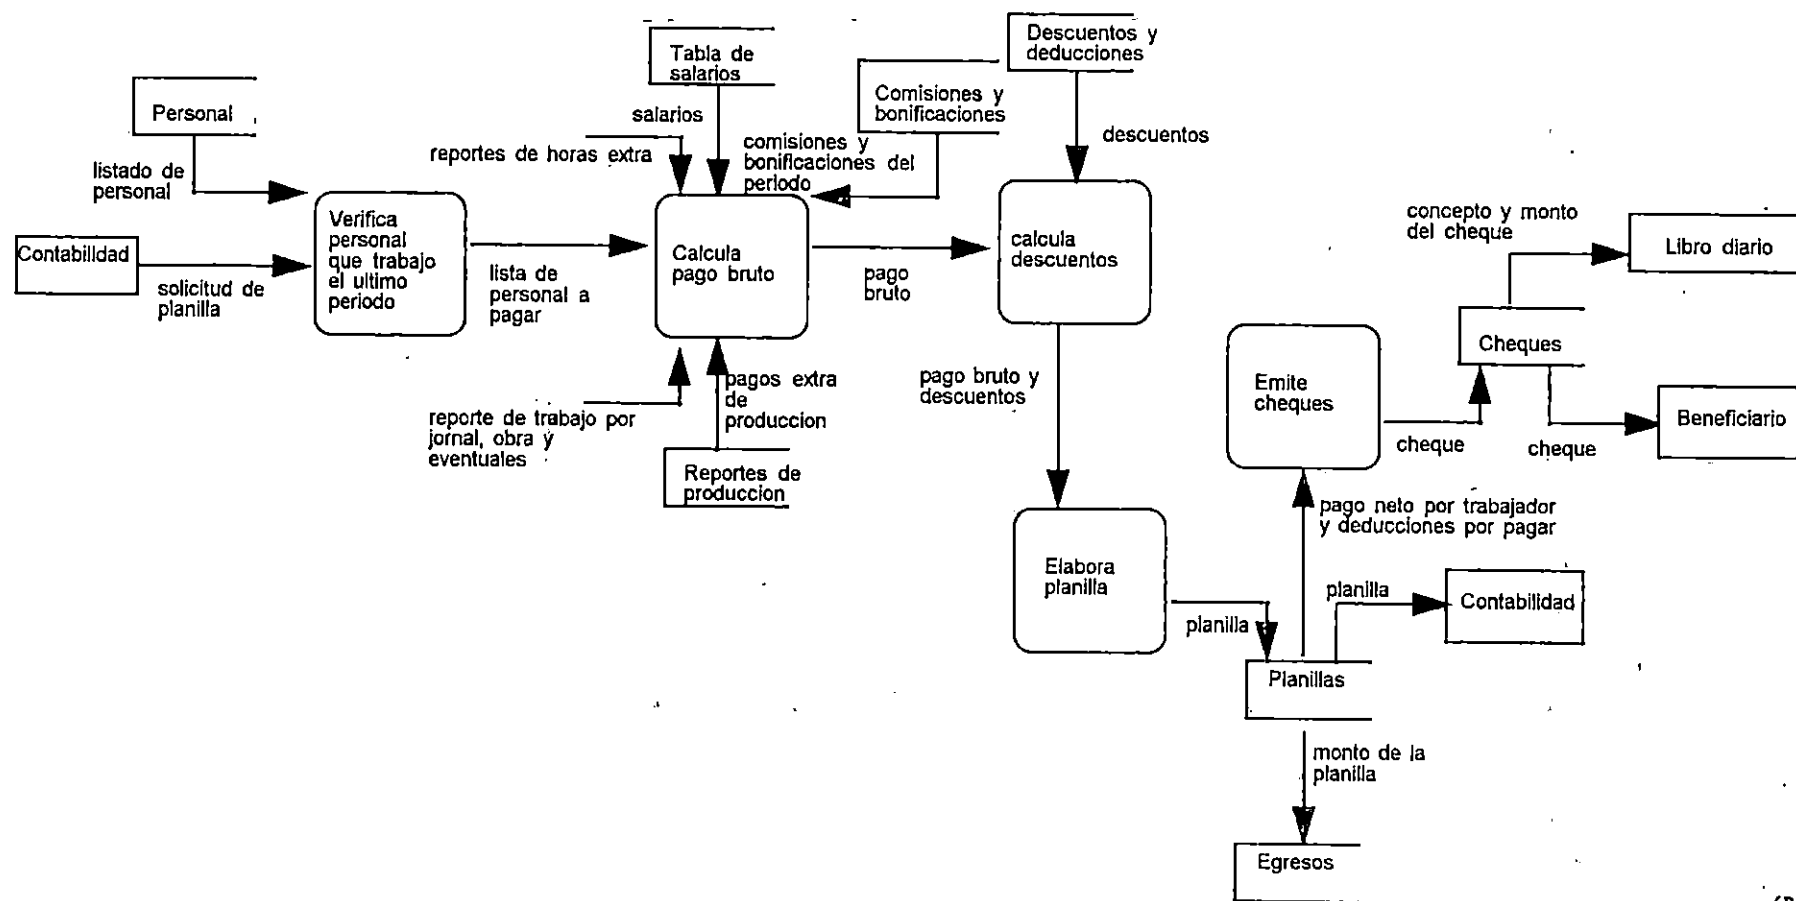 Descuentos y
deducciones
Tabla de
salarios
Personal
Comisiones y
bonificaciones
salarios
descuentos
reportes de horas extra
comisiones y
bonificaciones del
periodo
listado de
personal
Contabilidad
solicitud de
planilla
Verifica
personal
que trabajo
el ultimo
periodo
lista de
personal a
pagar
Calcula
pago bruto
pago
bruto
calcula
descuentos
concepto y monto
del cheque
Libro diario
Cheques
Emite
cheques
cheque
cheque
Beneficiario
pagos extra
de
produccion
pago bruto y
descuentos
reporte de trabajo por
jornal, obra y
eventuales
Reportes de
produccion
pago neto por trabajador
y deducciones por pagar
Elabora
planilla
planilla
planilla
Contabilidad
Planillas
monto de la
planilla
Egresos